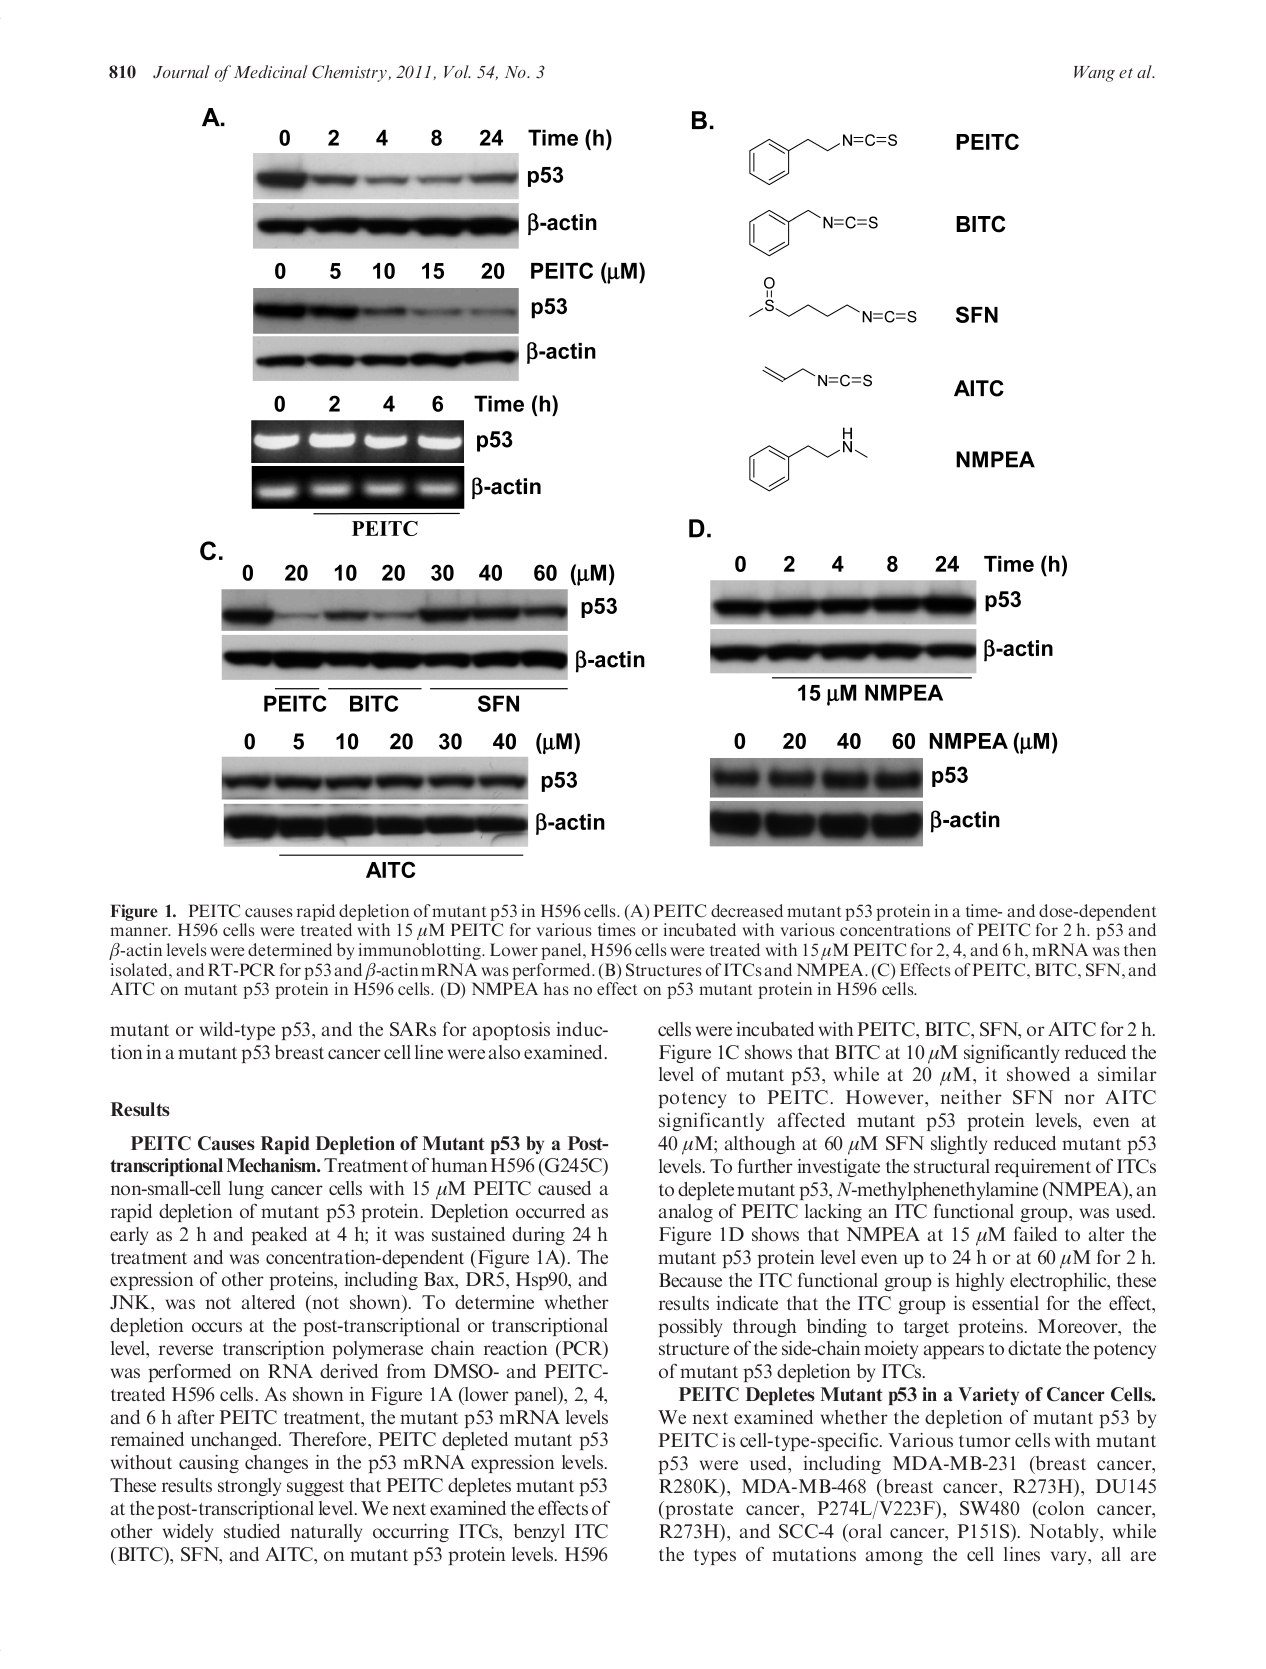 810 Journal of Medicinal Chemistry, 2011, Vol. 54, No. 3 Wang et al.
A.
0 2 4 8 24 Time (h)
p53
β-actin
0 5 10 15 20 PEITC (μM)
p53
β-actin
0 2 4 6 Time (h)
p53
β-actin
PEITC
B.
N=C=S PEITC
N=C=S BITC
O
S
N=C=S SFN
N=C=S AITC
H
N NMPEA
C.
0 20 10 20 30 40 60 (μM)
p53
β-actin
PEITC BITC SFN
0 5 10 20 30 40 (μM)
p53
β-actin
AITC
D.
0 2 4 8 24 Time (h)
p53
β-actin
15 μM NMPEA
0 20 40 60 NMPEA (μM)
p53
β-actin
Figure 1. PEITC causes rapid depletion of mutant p53 in H596 cells. (A) PEITC decreased mutant p53 protein in a time- and dose-dependent
manner. H596 cells were treated with 15 μM PEITC for various times or incubated with various concentrations of PEITC for 2 h. p53 and
β-actin levels were determined by immunoblotting. Lower panel, H596 cells were treated with 15 μM PEITC for 2, 4, and 6 h, mRNA was then
isolated, and RT-PCR for p53 and β-actin mRNA was performed. (B) Structures of ITCs and NMPEA. (C) Effects of PEITC, BITC, SFN, and
AITC on mutant p53 protein in H596 cells. (D) NMPEA has no effect on p53 mutant protein in H596 cells.
mutant or wild-type p53, and the SARs for apoptosis induc-
tion in a mutant p53 breast cancer cell line were also examined.
Results
PEITC Causes Rapid Depletion of Mutant p53 by a Post-
transcriptional Mechanism. Treatment of human H596 (G245C)
non-small-cell lung cancer cells with 15 μM PEITC caused a
rapid depletion of mutant p53 protein. Depletion occurred as
early as 2 h and peaked at 4 h; it was sustained during 24 h
treatment and was concentration-dependent (Figure 1A). The
expression of other proteins, including Bax, DR5, Hsp90, and
JNK, was not altered (not shown). To determine whether
depletion occurs at the post-transcriptional or transcriptional
level, reverse transcription polymerase chain reaction (PCR)
was performed on RNA derived from DMSO- and PEITC-
treated H596 cells. As shown in Figure 1A (lower panel), 2, 4,
and 6 h after PEITC treatment, the mutant p53 mRNA levels
remained unchanged. Therefore, PEITC depleted mutant p53
without causing changes in the p53 mRNA expression levels.
These results strongly suggest that PEITC depletes mutant p53
at the post-transcriptional level. We next examined the effects of
other widely studied naturally occurring ITCs, benzyl ITC
(BITC), SFN, and AITC, on mutant p53 protein levels. H596
cells were incubated with PEITC, BITC, SFN, or AITC for 2 h.
Figure 1C shows that BITC at 10 μM significantly reduced the
level of mutant p53, while at 20 μM, it showed a similar
potency to PEITC. However, neither SFN nor AITC
significantly affected mutant p53 protein levels, even at
40 μM; although at 60 μM SFN slightly reduced mutant p53
levels. To further investigate the structural requirement of ITCs
to deplete mutant p53, N-methylphenethylamine (NMPEA), an
analog of PEITC lacking an ITC functional group, was used.
Figure 1D shows that NMPEA at 15 μM failed to alter the
mutant p53 protein level even up to 24 h or at 60 μM for 2 h.
Because the ITC functional group is highly electrophilic, these
results indicate that the ITC group is essential for the effect,
possibly through binding to target proteins. Moreover, the
structure of the side-chain moiety appears to dictate the potency
of mutant p53 depletion by ITCs.
PEITC Depletes Mutant p53 in a Variety of Cancer Cells.
We next examined whether the depletion of mutant p53 by
PEITC is cell-type-specific. Various tumor cells with mutant
p53 were used, including MDA-MB-231 (breast cancer,
R280K), MDA-MB-468 (breast cancer, R273H), DU145
(prostate cancer, P274L/V223F), SW480 (colon cancer,
R273H), and SCC-4 (oral cancer, P151S). Notably, while
the types of mutations among the cell lines vary, all are